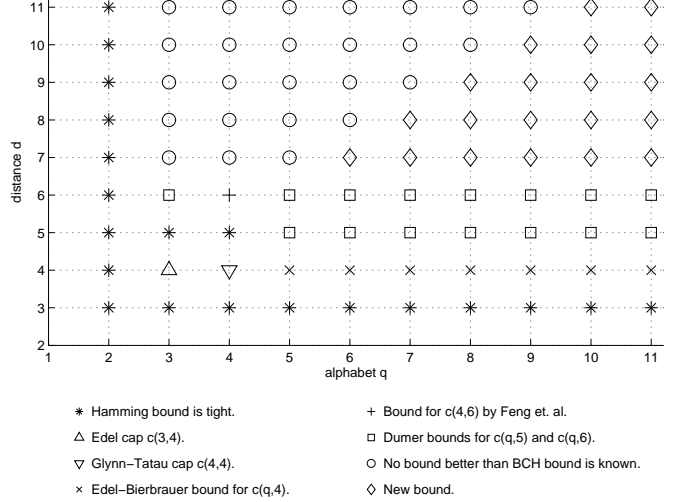 11
10
9
8
7
6
5
4
3
2
distance d
1 2 3 4 5 6 7 8 9 10 11
alphabet q
Hamming bound is tight.
Edel cap c(3,4).
Glynn−Tatau cap c(4,4).
Edel−Bierbrauer bound for c(q,4).
Bound for c(4,6) by Feng et. al.
Dumer bounds for c(q,5) and c(q,6).
No bound better than BCH bound is known.
New bound.